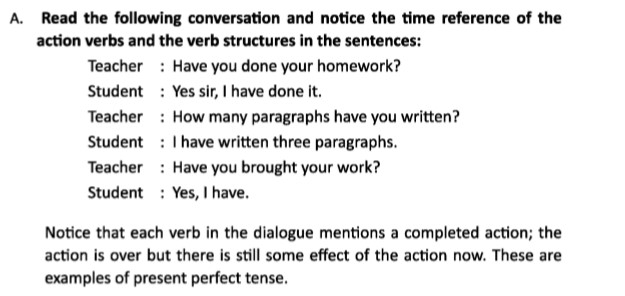 A. Read the following conversation and notice the time reference of the
action verbs and the verb structures in the sentences:
Teacher : Have you done your homework?
Student : Yes sir, I have done it.
Teacher : How many paragraphs have you written?
Student : I have written three paragraphs.
Teacher : Have you brought your work?
Student : Yes, I have.
Notice that each verb in the dialogue mentions a completed action; the
action is over but there is still some effect of the action now. These are
examples of present perfect tense.